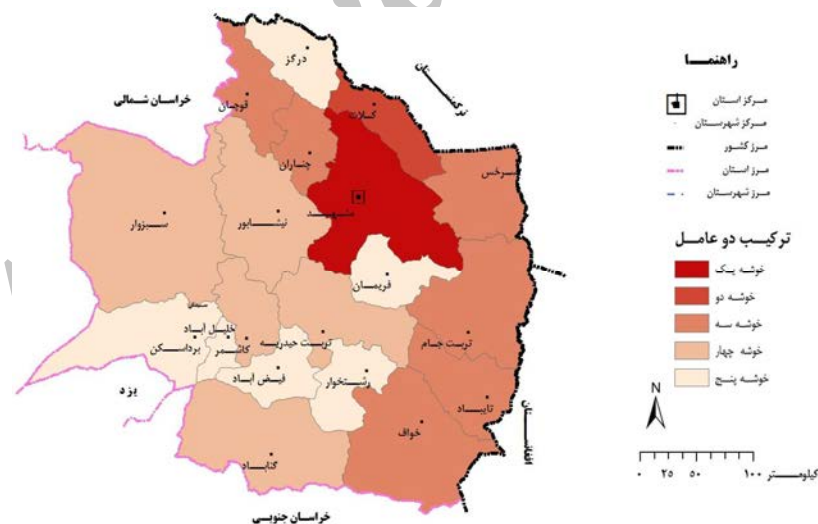 درگز
قوچان
کلات
چناران
سرخس
خراسان شمالی
مشهد
نیشابور
سبزوار
فریمان
خلیل آباد
بردسکن
کاشمر
تربت حیدریه
تربت جام
فیض آباد
رشتخوار
تایباد
خواف
گناباد
یزد
افغانستان
خراسان جنوبی
راهنما
مرکز استان
مرکز شهرستان
مرز کشور
مرز استان
مرز شهرستان
ترکیب دو عامل
خوشه یک
خوشه دو
خوشه سه
خوشه چهار
خوشه پنج
N
۰ ۲۵ ۵۰ ۱۰۰ کیلومتر